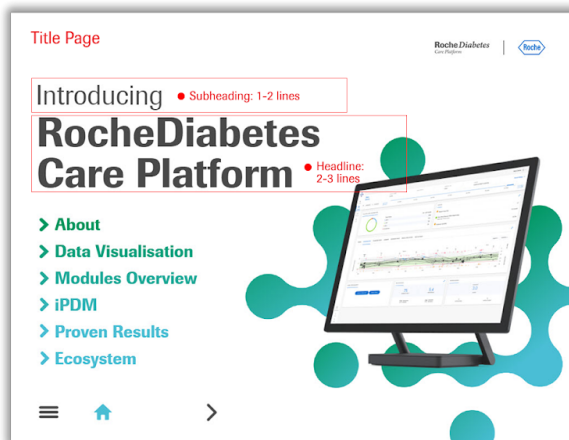 Title Page
RocheDiabetes
Care Platform
Roche
Introducing
Subheading: 1-2 lines
RocheDiabetes
Care Platform
Headline:
2-3 lines
About
Data Visualisation
Modules Overview
iPDM
Proven Results
Ecosystem